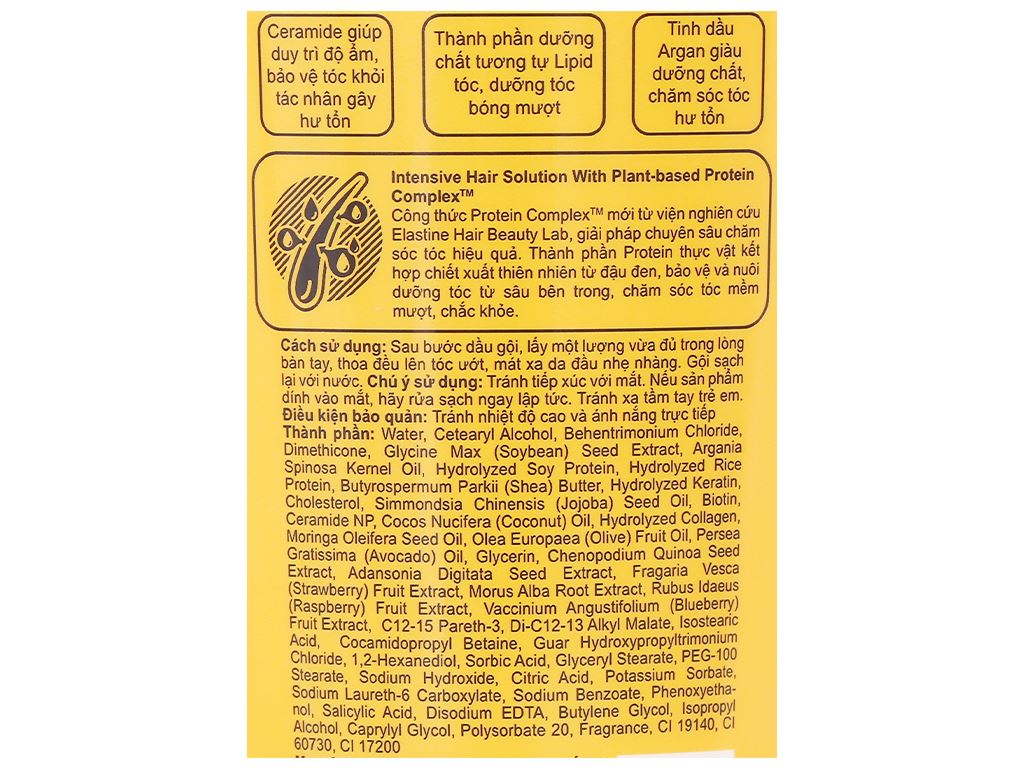 Ceramide giúp
duy trì độ ẩm,
bảo vệ tóc khỏi
tác nhân gây
hư tổn
Thành phần dưỡng
chất tương tự Lipid
tóc, dưỡng tóc
bóng mượt
Tinh dầu
Argan giàu
dưỡng chất,
chăm sóc tóc
hư tổn
Intensive Hair Solution With Plant-based Protein
Complex™
Công thức Protein Complex™ mới từ viện nghiên cứu
Elastine Hair Beauty Lab, giải pháp chuyên sâu chăm
sóc tóc hiệu quả. Thành phần Protein thực vật kết
hợp chiết xuất thiên nhiên từ đậu đen, bảo vệ và nuôi
dưỡng tóc từ sâu bên trong, chăm sóc tóc mềm
mượt, chắc khỏe.
Cách sử dụng: Sau bước dầu gội, lấy một lượng vừa đủ trong lòng
bàn tay, thoa đều lên tóc ướt, mát xa da đầu nhẹ nhàng. Gội sạch
lại với nước. Chú ý sử dụng: Tránh tiếp xúc với mắt. Nếu sản phẩm
dính vào mắt, hãy rửa sạch ngay lập tức. Tránh xa tầm tay trẻ em.
Điều kiện bảo quản: Tránh nhiệt độ cao và ánh nắng trực tiếp
Thành phần: Water, Cetearyl Alcohol, Behentrimonium Chloride,
Dimethicone, Glycine Max (Soybean) Seed Extract, Argania
Spinosa Kernel Oil, Hydrolyzed Soy Protein, Hydrolyzed Rice
Protein, Butyrospermum Parkii (Shea) Butter, Hydrolyzed Keratin,
Cholesterol, Simmondsia Chinensis (Jojoba) Seed Oil, Biotin,
Ceramide NP, Cocos Nucifera (Coconut) Oil, Hydrolyzed Collagen,
Moringa Oleifera Seed Oil, Olea Europaea (Olive) Fruit Oil, Persea
Gratissima (Avocado) Oil, Glycerin, Chenopodium Quinoa Seed
Extract, Adansonia Digitata Seed Extract, Fragaria Vesca
(Strawberry) Fruit Extract, Morus Alba Root Extract, Rubus Idaeus
(Raspberry) Fruit Extract, Vaccinium Angustifolium (Blueberry)
Fruit Extract, C12-15 Pareth-3, Di-C12-13 Alkyl Malate, Isostearic
Acid, Cocamidopropyl Betaine, Guar Hydroxypropyltrimonium
Chloride, 1,2-Hexanediol, Sorbic Acid, Glyceryl Stearate, PEG-100
Stearate, Sodium Hydroxide, Citric Acid, Potassium Sorbate,
Sodium Laureth-6 Carboxylate, Sodium Benzoate, Phenoxyetha-
nol, Salicylic Acid, Disodium EDTA, Butylene Glycol, Isopropyl
Alcohol, Caprylyl Glycol, Polysorbate 20, Fragrance, CI 19140, CI
60730, CI 17200